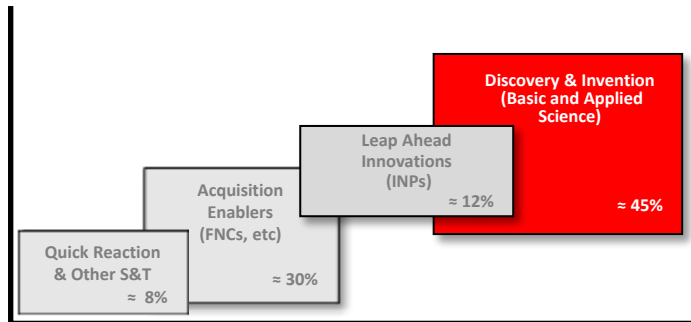 Discovery & Invention
(Basic and Applied
Science)
≈ 45%
Leap Ahead
Innovations
(INPs)
≈ 12%
Acquisition
Enablers
(FNCs, etc)
≈ 30%
Quick Reaction
& Other S&T
≈ 8%